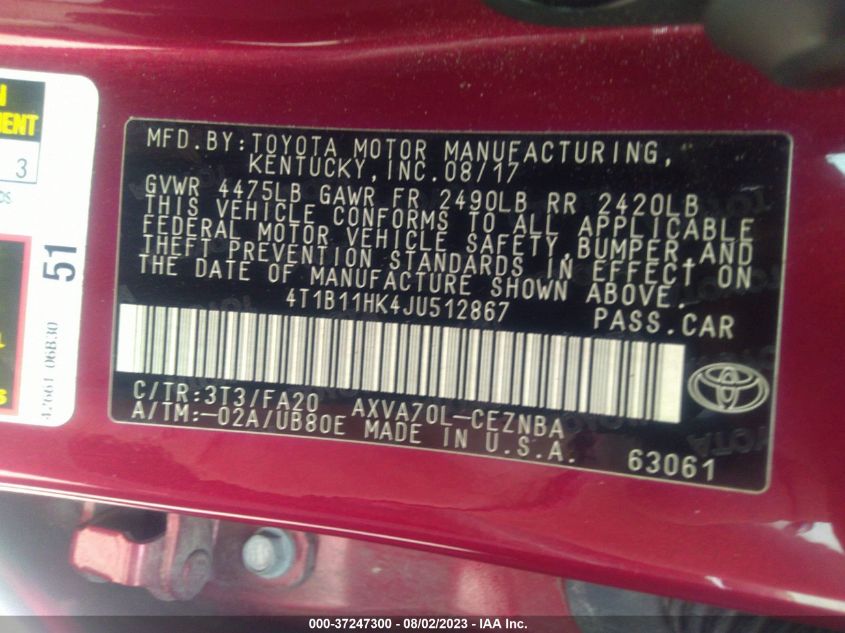 MFD.BY:TOYOTA MOTOR MANUFACTURING,
KENTUCKY,INC.08/17
GVWR 4475LB GAWR FR 2490LB RR 2420LB
THIS VEHICLE CONFORMS TO ALL APPLICABLE
FEDERAL MOTOR VEHICLE SAFETY,BUMPER,AND
THEFT PREVENTION STANDARDS IN EFFECT ON
THE DATE OF MANUFACTURE SHOWN ABOVE.
4T1B11HK4JU512867 PASS.CAR
C/TR:3T3/FA20 AXVA70L-CEZNBA
A/TM:-02A/UB80E MADE IN U.S.A.
63061
3
51
42661-06B30
000-37247300 — 08/02/2023 — IAA Inc.